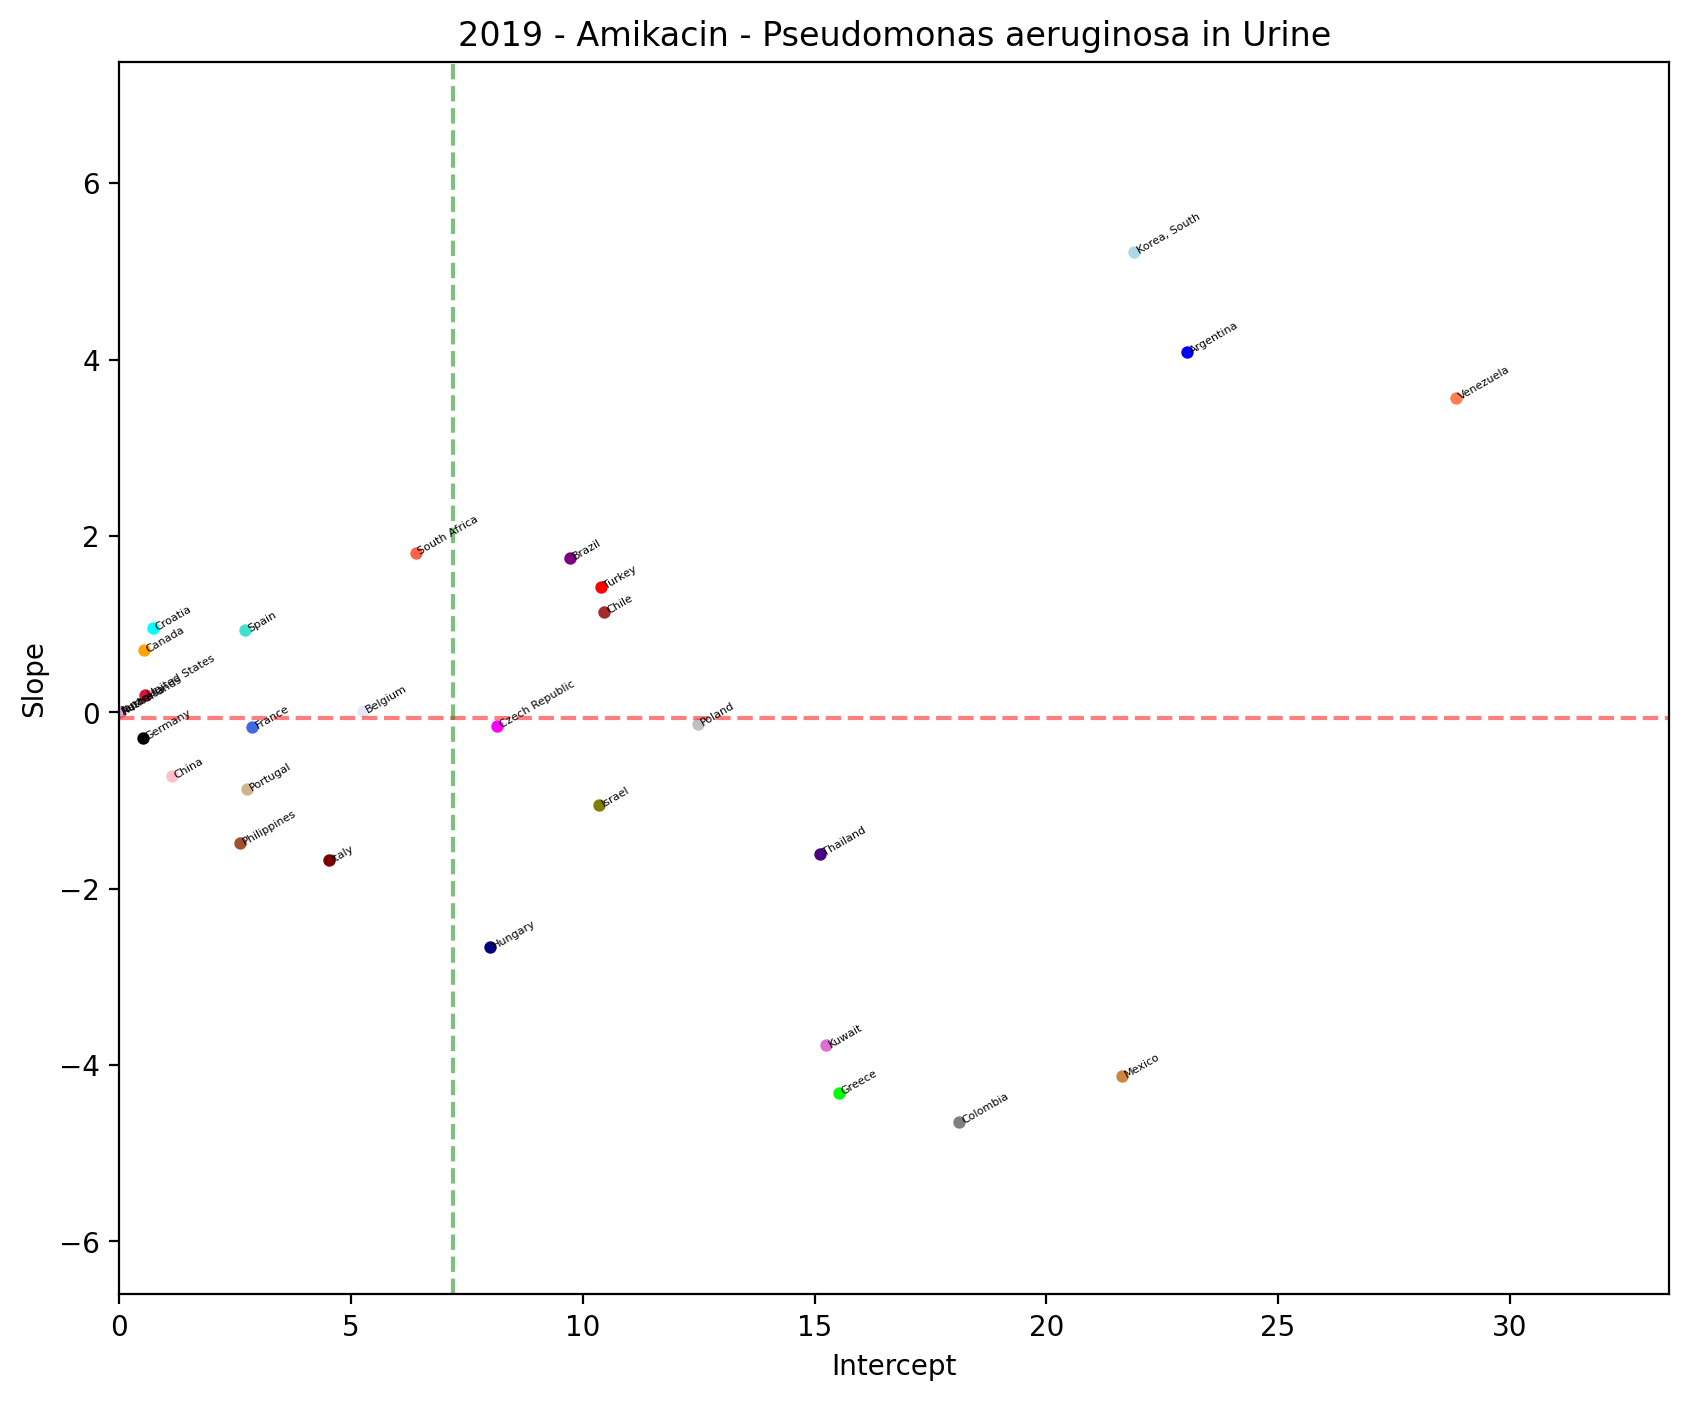 2019 - Amikacin - Pseudomonas aeruginosa in Urine
6
Korea, South
4
Argentina
Venezuela
2
South Africa
Brazil
Turkey
Chile
Croatia
Canada
Spain
United States
Slope
0
Belgium
Germany
France
Czech Republic
Poland
China
Portugal
Israel
Philippines
Italy
Thailand
−2
Hungary
Kuwait
−4
Greece
Mexico
Colombia
−6
0 5 10 15 20 25 30
Intercept